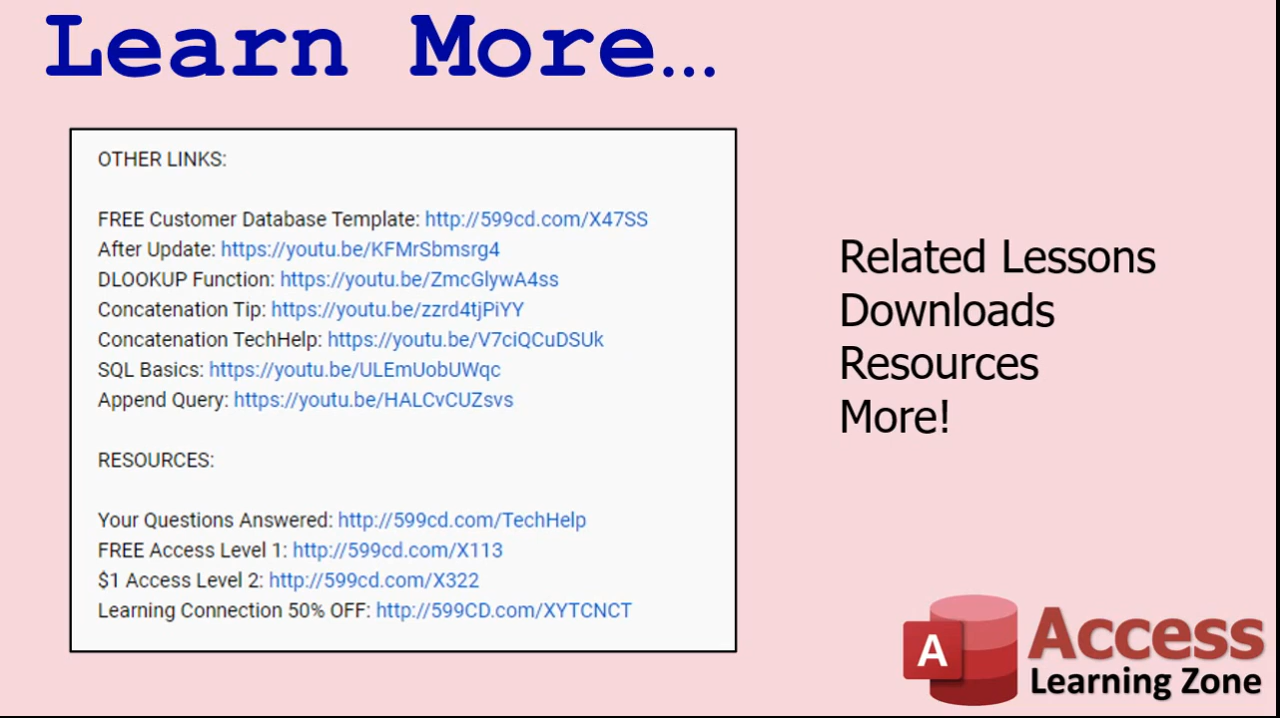 Learn More...
OTHER LINKS:
FREE Customer Database Template: http://599cd.com/X47SS
After Update: https://youtu.be/KFMrSbmsrg4
DLOOKUP Function: https://youtu.be/ZmcGlywA4ss
Concatenation Tip: https://youtu.be/zzrd4tjPiYY
Concatenation TechHelp: https://youtu.be/V7ciQCuDSUk
SQL Basics: https://youtu.be/ULEmUobUWqc
Append Query: https://youtu.be/HALCvCUZsvs
RESOURCES:
Your Questions Answered: http://599cd.com/TechHelp
FREE Access Level 1: http://599cd.com/X113
$1 Access Level 2: http://599cd.com/X322
Learning Connection 50% OFF: http://599CD.com/XYTCNCT
Related Lessons
Downloads
Resources
More!
A
Access
Learning Zone